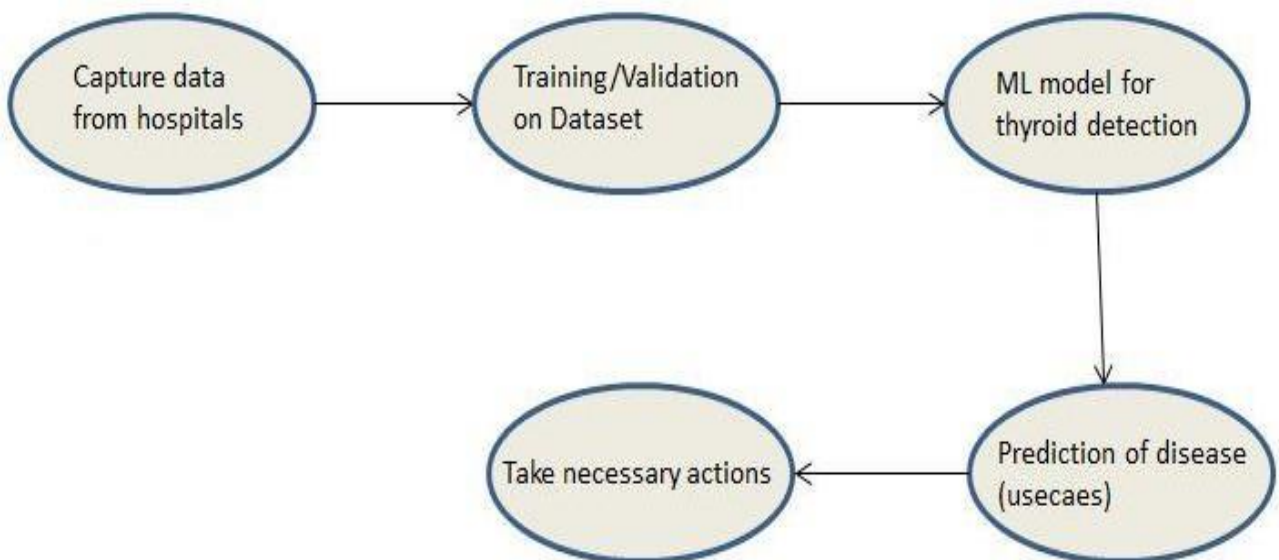 Capture data
from hospitals
Training/Validation
on Dataset
ML model for
thyroid detection
Prediction of disease
(usecaes)
Take necessary actions